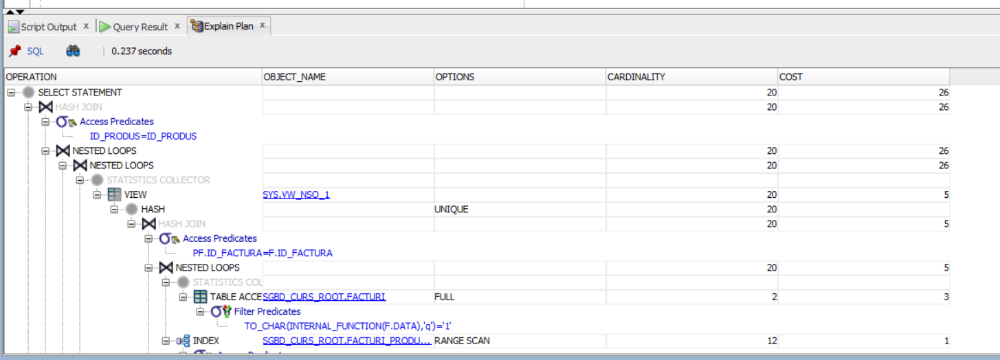 Script Output x Query Result x Explain Plan x
SQL 0.237 seconds
OPERATION OBJECT_NAME OPTIONS CARDINALITY COST
SELECT STATEMENT 20 26
HASH JOIN 20 26
Access Predicates
ID_PRODUS=ID_PRODUS
NESTED LOOPS 20 26
NESTED LOOPS 20 26
STATISTICS COLLECTOR
VIEW SYS.VW_NSO_1 20 5
HASH UNIQUE 20
HASH JOIN 20 5
Access Predicates
PF.ID_FACTURA=F.ID_FACTURA
NESTED LOOPS 20 5
STATISTICS COL
TABLE ACCE SGBD_CURS_ROOT.FACTURI FULL 2 3
Filter Predicates
TO_CHAR(INTERNAL_FUNCTION(F.DATA),'q')='1'
INDEX SGBD_CURS_ROOT.FACTURI_PRODU... RANGE SCAN 12 1